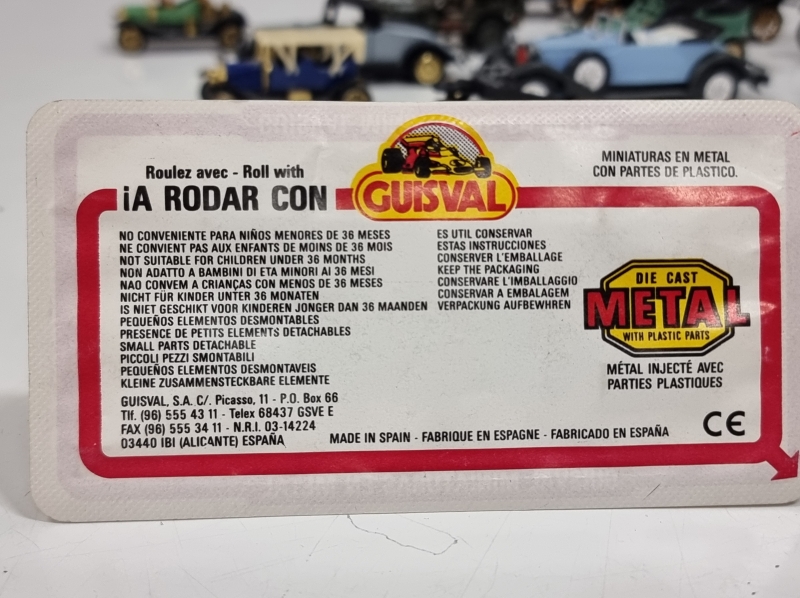 Roulez avec - Roll with
¡A RODAR CON
GUISVAL
MINIATURAS EN METAL
CON PARTES DE PLASTICO.
NO CONVENIENTE PARA NIÑOS MENORES DE 36 MESES
NE CONVIENT PAS AUX ENFANTS DE MOINS DE 36 MOIS
NOT SUITABLE FOR CHILDREN UNDER 36 MONTHS
NON ADATTO A BAMBINI DI ETA MINORI AI 36 MESI
NAO CONVEM A CRIANÇAS CON MENOS DE 36 MESES
NICHT FÜR KINDER UNTER 36 MONATEN
IS NIET GESCHIKT VOOR KINDEREN JONGER DAN 36 MAANDEN
PEQUEÑOS ELEMENTOS DESMONTABLES
PRESENCE DE PETITS ELEMENTS DETACHABLES
SMALL PARTS DETACHABLE
PICCOLI PEZZI SMONTABILI
PEQUEÑOS ELEMENTOS DESMONTAVEIS
KLEINE ZUSAMMENSTECKBARE ELEMENTE
ES UTIL CONSERVAR
ESTAS INSTRUCCIONES
CONSERVER L'EMBALLAGE
KEEP THE PACKAGING
CONSERVARE L'IMBALLAGGIO
CONSERVAR A EMBALAGEM
VERPACKUNG AUFBEWHREN
DIE CAST
METAL
WITH PLASTIC PARTS
MÉTAL INJECTÉ AVEC
PARTIES PLASTIQUES
GUISVAL, S.A. C/. Picasso, 11 - P.O. Box 66
Tlf. (96) 555 43 11 - Telex 68437 GSVE E
FAX (96) 555 34 11 - N.R.I. 03-14224
03440 IBI (ALICANTE) ESPAÑA
MADE IN SPAIN - FABRIQUE EN ESPAGNE - FABRICADO EN ESPAÑA
CE